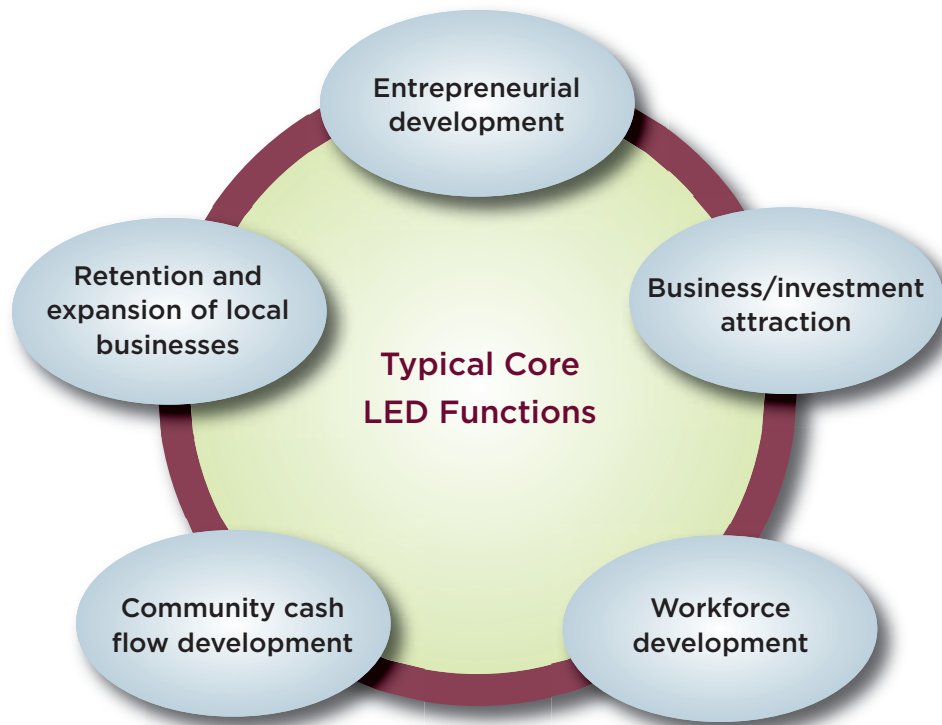 Entrepreneurial
development
Business/investment
attraction
Workforce
development
Community cash
flow development
Retention and
expansion of local
businesses
Typical Core
LED Functions